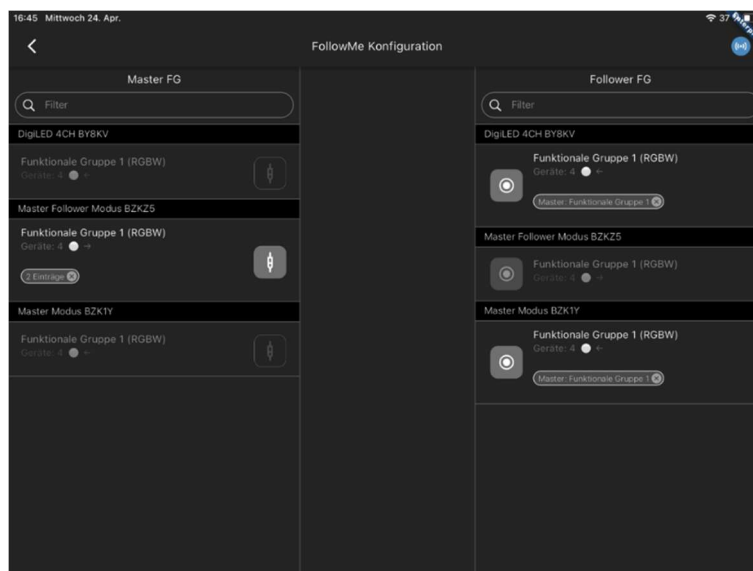 16:45 Mittwoch 24. Apr.
37
FollowMe Konfiguration
Master FG
Filter
DigiLED 4CH BY8KV
Funktionale Gruppe 1 (RGBW)
Geräte: 4 ←
Master Follower Modus BZKZ5
Funktionale Gruppe 1 (RGBW)
Geräte: 4 →
2 Einträge
Master Modus BZK1Y
Funktionale Gruppe 1 (RGBW)
Geräte: 4 ←
Follower FG
Filter
DigiLED 4CH BY8KV
Funktionale Gruppe 1 (RGBW)
Geräte: 4 ←
Master: Funktionale Gruppe 1
Master Follower Modus BZKZ5
Funktionale Gruppe 1 (RGBW)
Geräte: 4 →
Master Modus BZK1Y
Funktionale Gruppe 1 (RGBW)
Geräte: 4 ←
Master: Funktionale Gruppe 1